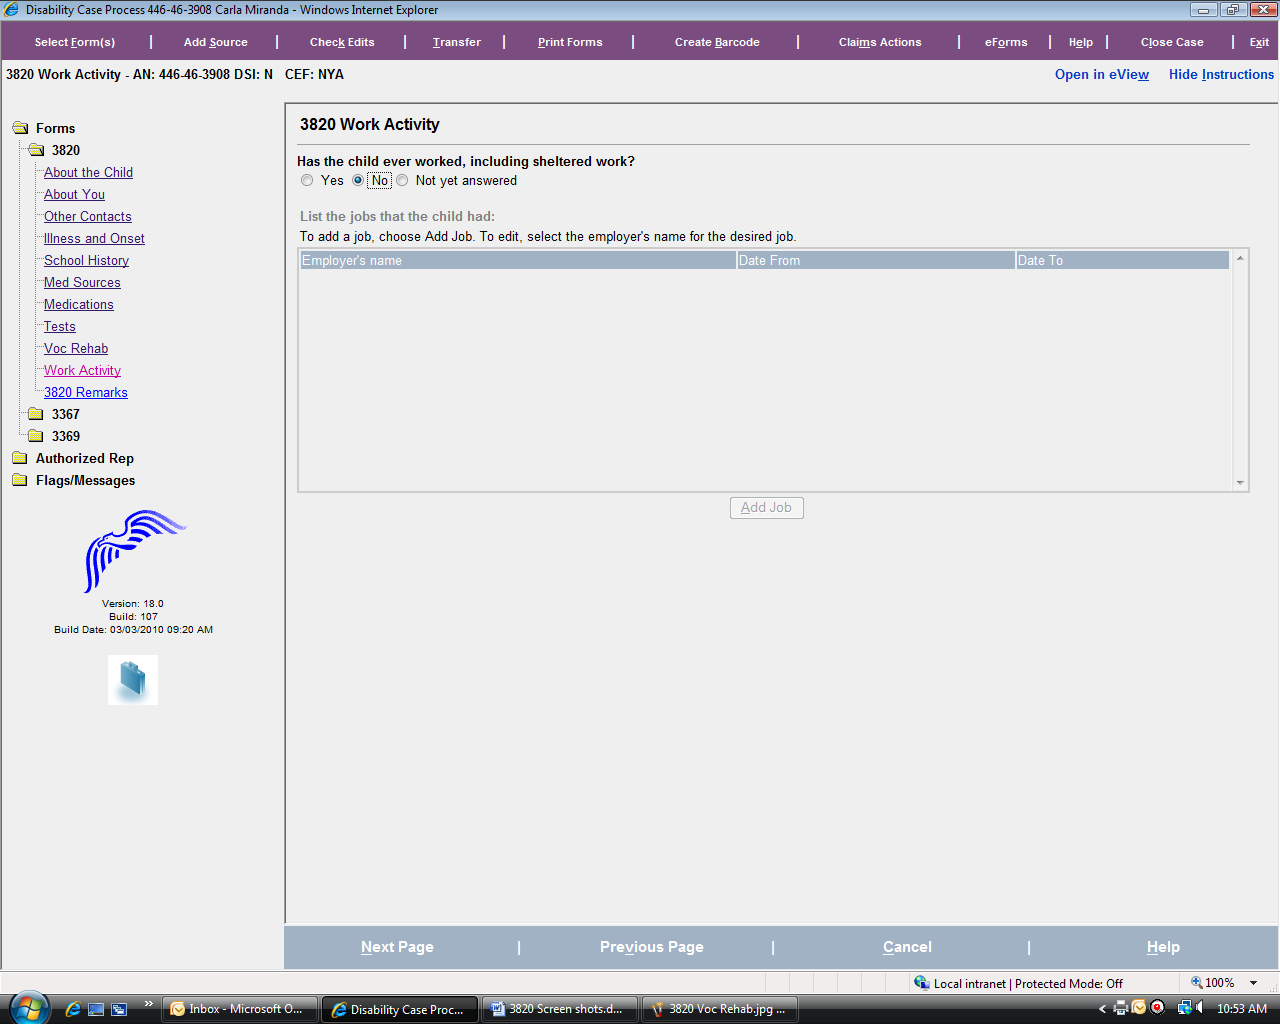 Disability Case Process 446-46-3908 Carla Miranda - Windows Internet Explorer
Select Form(s) | Add Source | Check Edits | Transfer | Print Forms | Create Barcode | Claims Actions | eForms | Help | Close Case | Exit
3820 Work Activity - AN: 446-46-3908 DSI: N CEF: NYA Open in eView Hide Instructions
Forms
3820
About the Child
About You
Other Contacts
Illness and Onset
School History
Med Sources
Medications
Tests
Voc Rehab
Work Activity
3820 Remarks
3367
3369
Authorized Rep
Flags/Messages
Version: 18.0
Build: 107
Build Date: 03/03/2010 09:20 AM
3820 Work Activity
Has the child ever worked, including sheltered work?
Yes No Not yet answered
List the jobs that the child had:
To add a job, choose Add Job. To edit, select the employer's name for the desired job.
Employer's name Date From Date To
Add Job
Next Page | Previous Page | Cancel | Help
Local intranet | Protected Mode: Off 100%
» Inbox - Microsoft O... Disability Case Proc... 3820 Screen shots.d... 3820 Voc Rehab.jpg ... < 10:53 AM